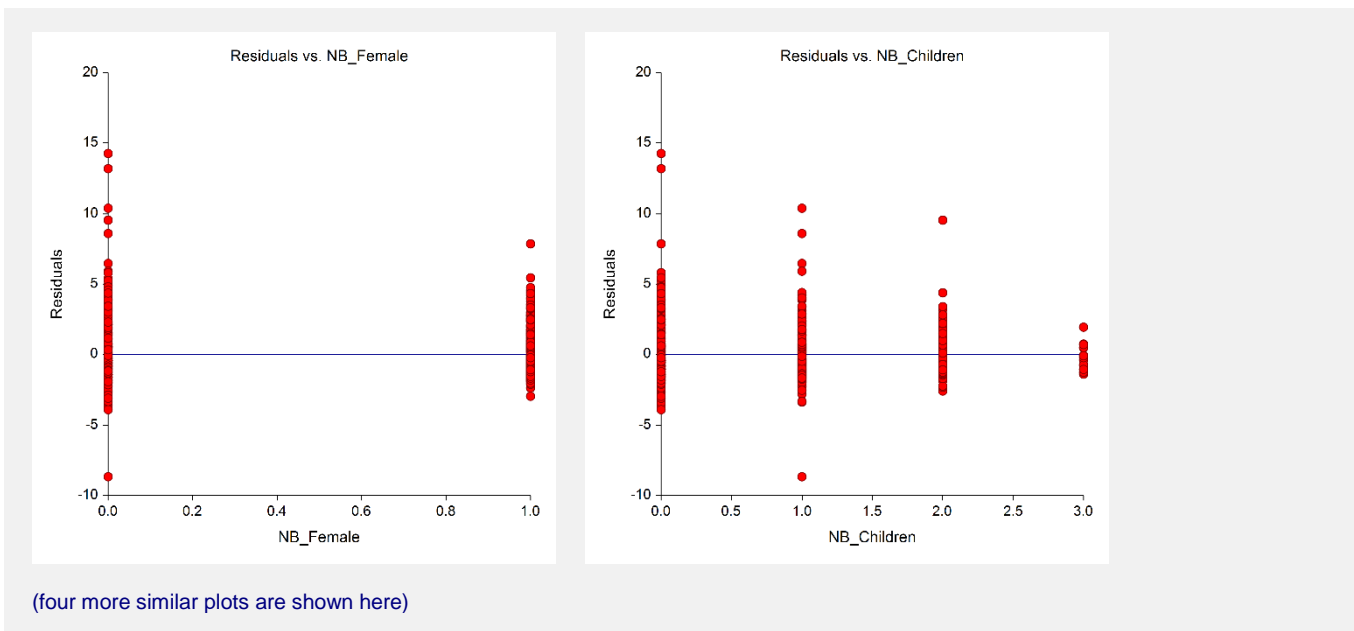 Residuals vs. NB_Female
20
15
10
5
0
-5
-10
Residuals
0.0 0.2 0.4 0.6 0.8 1.0
NB_Female
Residuals vs. NB_Children
20
15
10
5
0
-5
-10
Residuals
0.0 0.5 1.0 1.5 2.0 2.5 3.0
NB_Children
(four more similar plots are shown here)